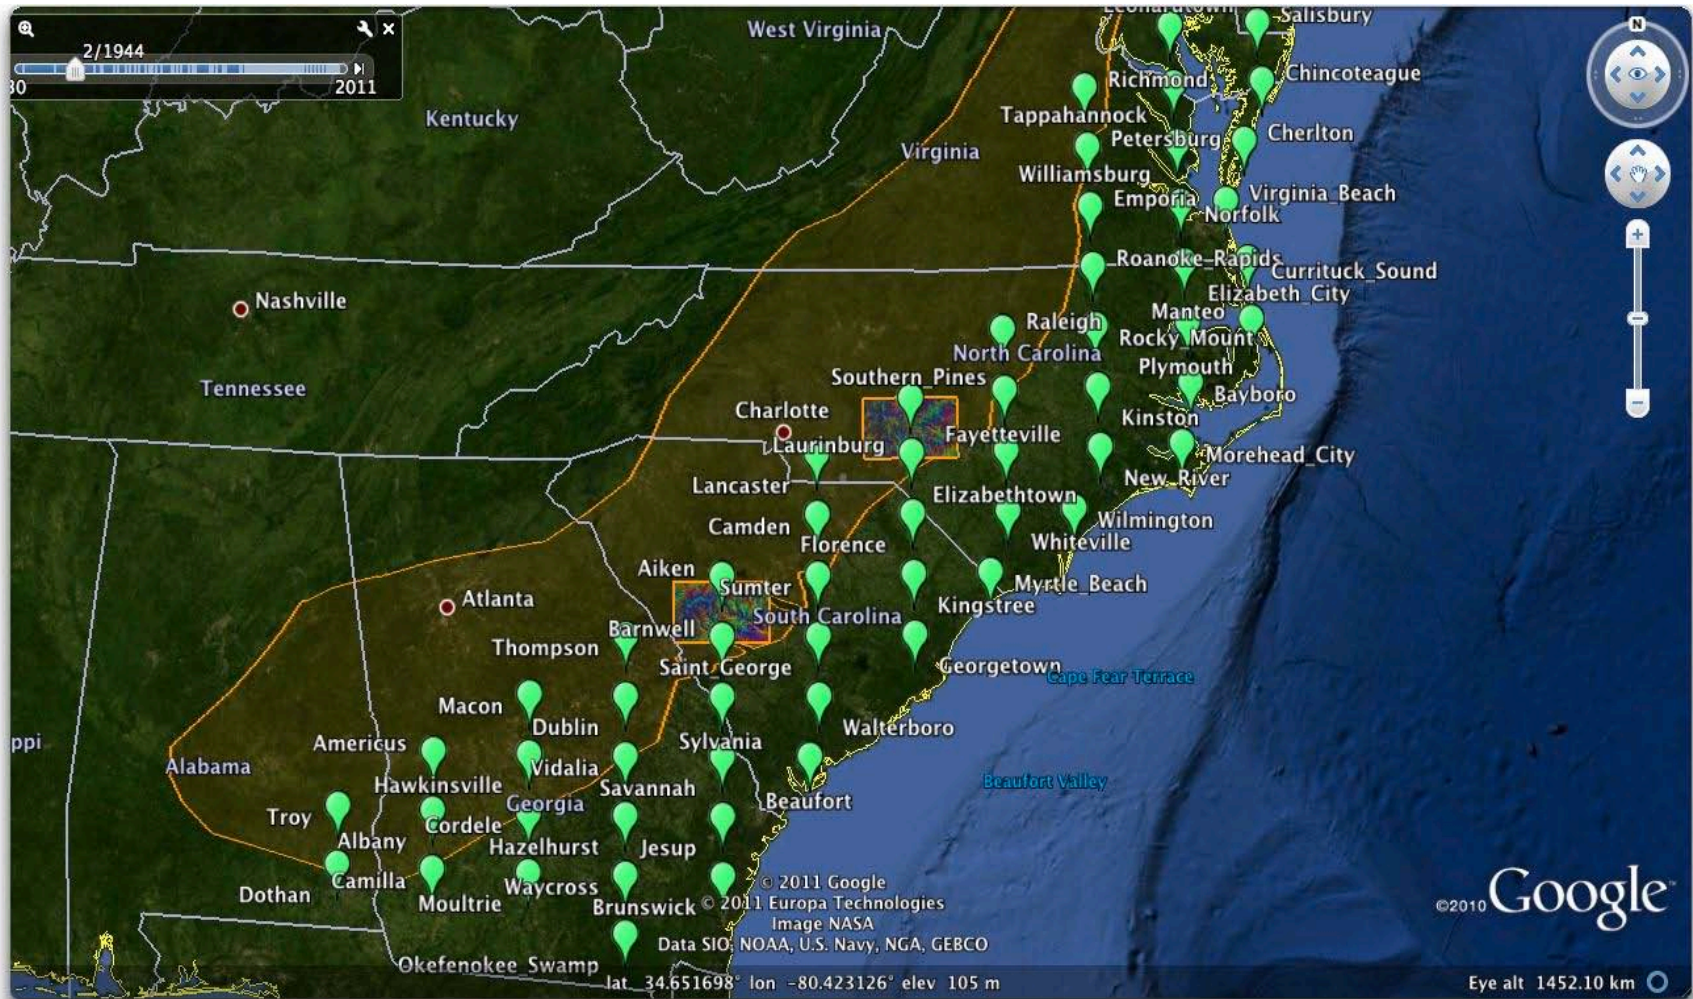 Leonardtown
Salisbury
West Virginia
N
2/1944
30
2011
Richmond
Chincoteague
Kentucky
Tappahannock
Petersburg
Cherlton
Virginia
Williamsburg
Emporia
Virginia_Beach
Norfolk
Roanoke_Rapids
Currituck_Sound
Elizabeth_City
Nashville
Manteo
Raleigh
Rocky_Mount
North Carolina
Plymouth
Southern_Pines
Tennessee
Bayboro
Charlotte
Kinston
Fayetteville
Laurinburg
Morehead_City
New_River
Lancaster
Elizabethtown
Wilmington
Camden
Whiteville
Florence
Aiken
Myrtle_Beach
Sumter
Atlanta
Kingstree
South Carolina
Barnwell
Thompson
Saint_George
Georgetown
Cape Fear Terrace
Macon
Dublin
Walterboro
Americus
Sylvania
ppi
Alabama
Vidalia
Beaufort Valley
Hawkinsville
Savannah
Georgia
Beaufort
Troy
Cordele
Albany
Hazelhurst
Jesup
Camilla
© 2011 Google
Waycross
Dothan
Moultrie
Brunswick
© 2011 Europa Technologies
©2010 Google
Image NASA
Data SIO, NOAA, U.S. Navy, NGA, GEBCO
Okefenokee_Swamp
lat 34.651698° lon -80.423126° elev 105 m
Eye alt 1452.10 km